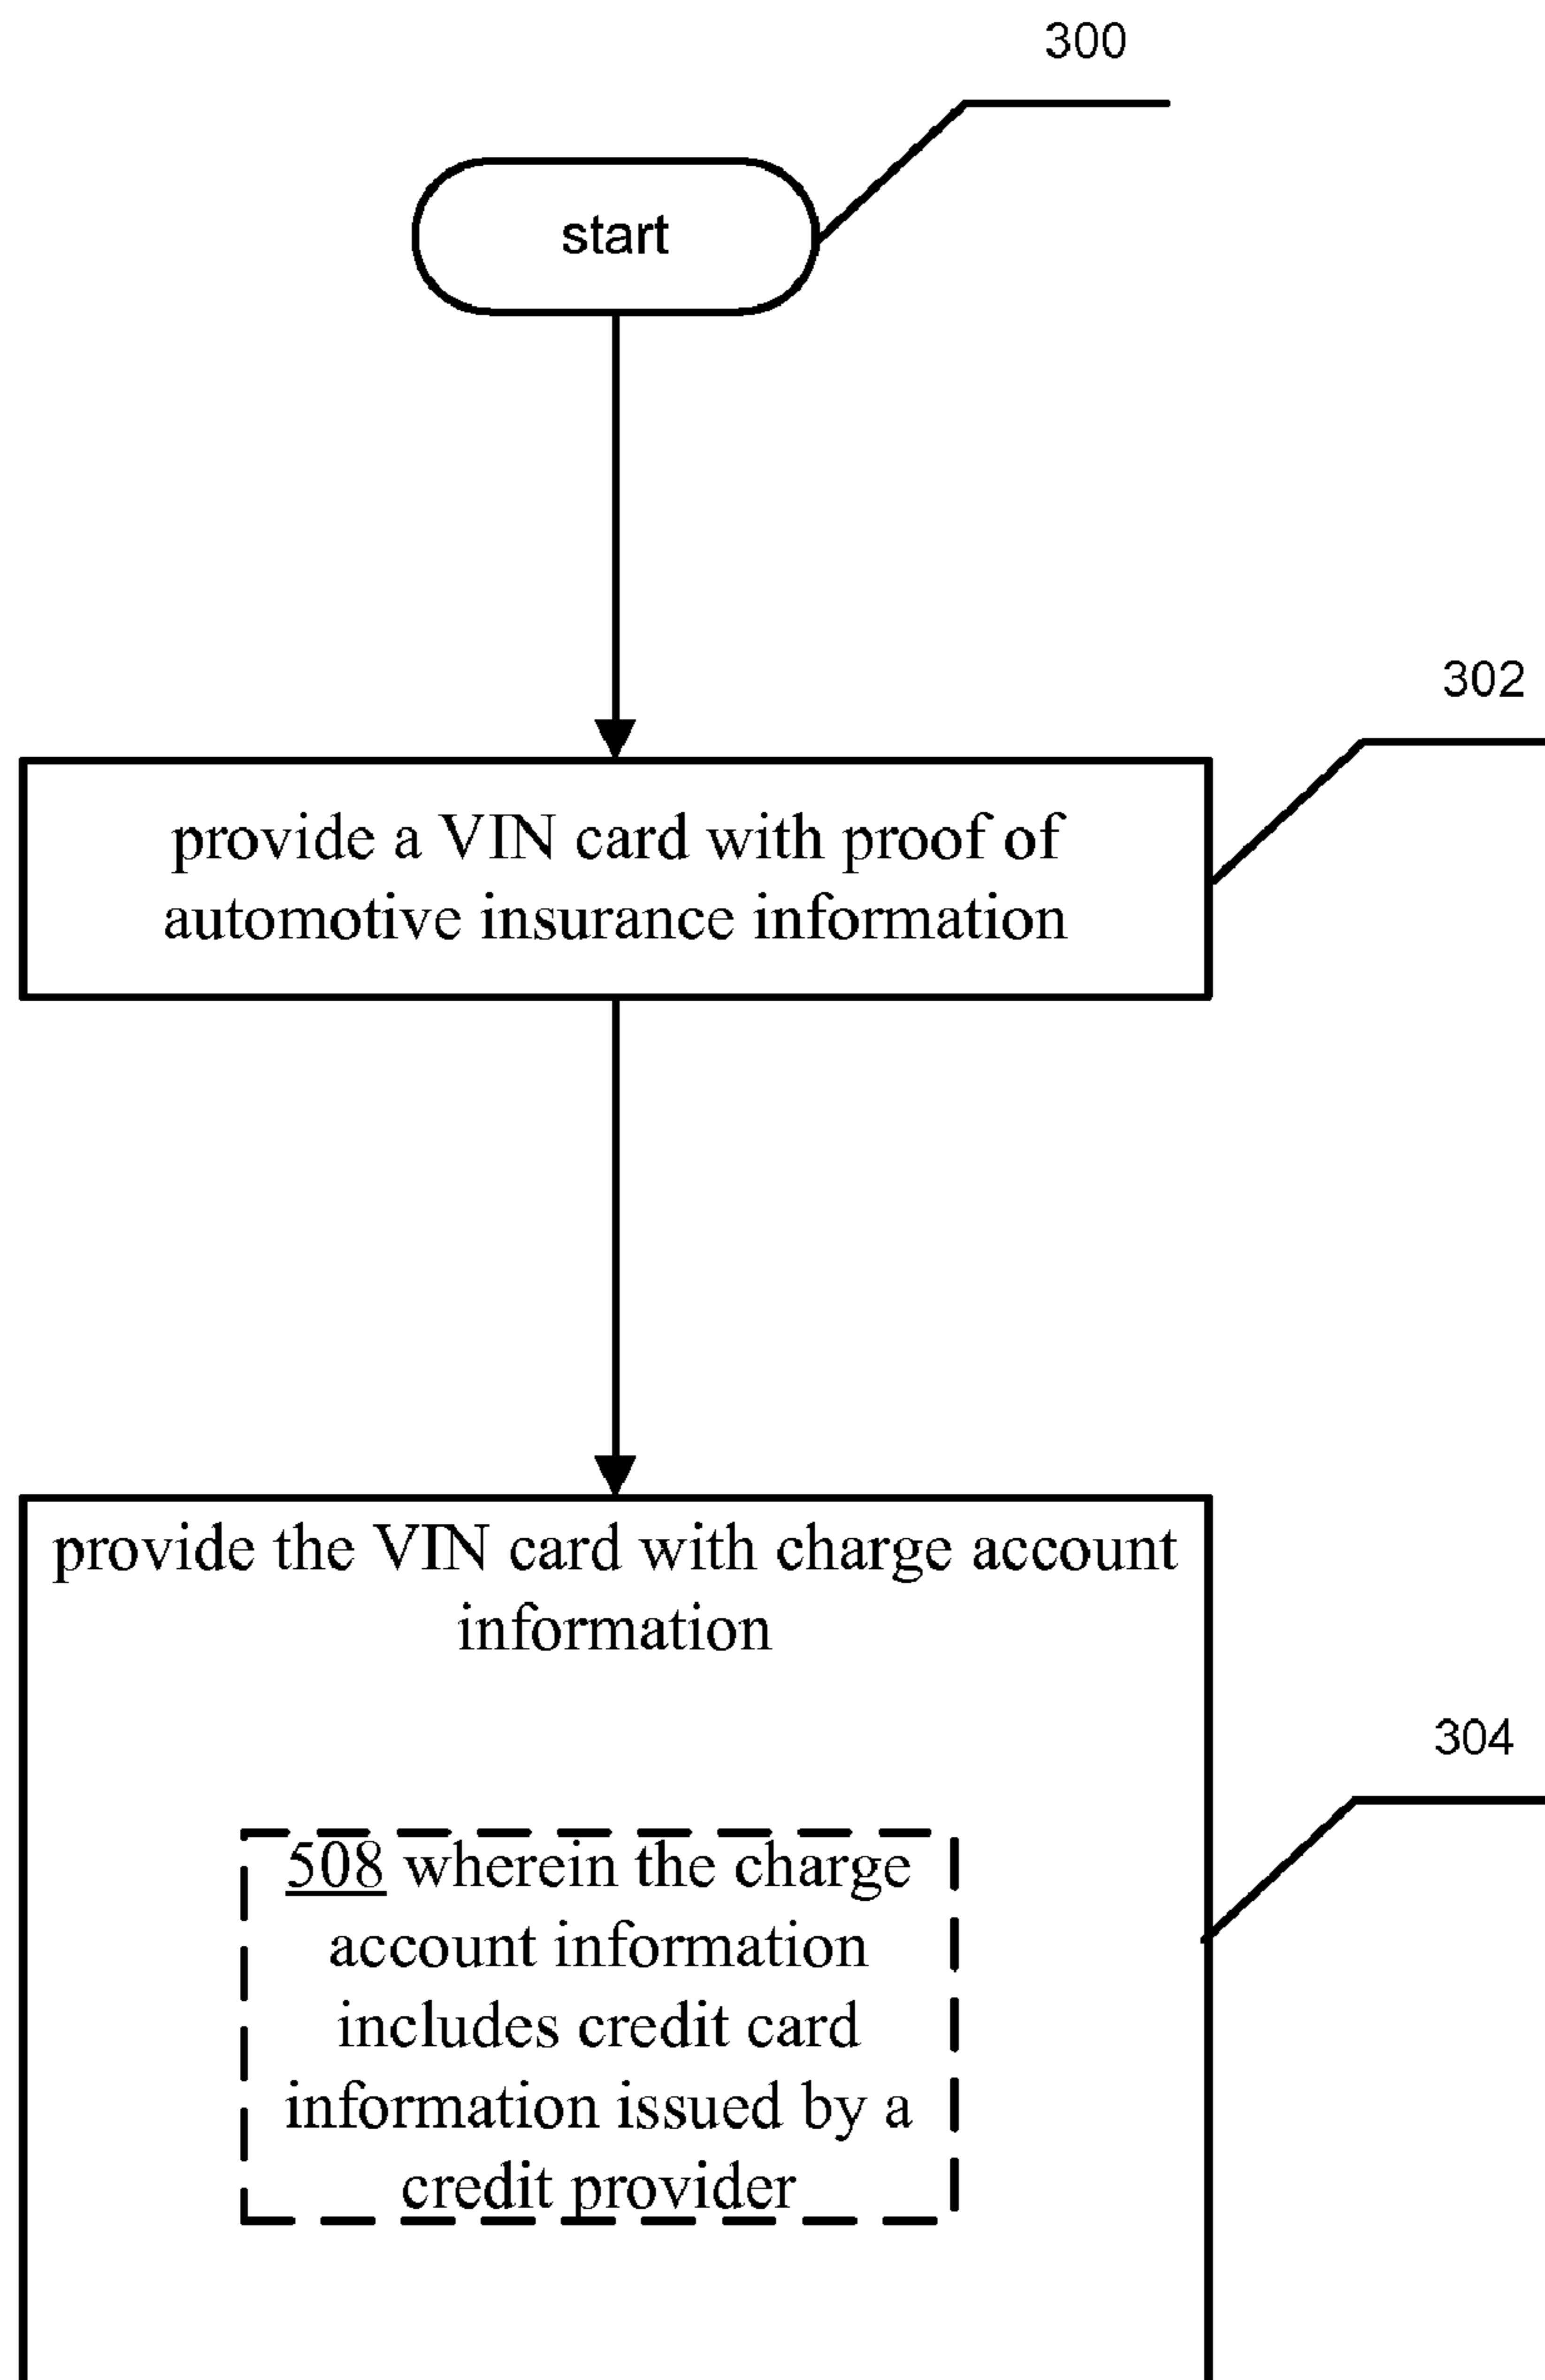 300
start
302
provide a VIN card with proof of
automotive insurance information
provide the VIN card with charge account
information
304
508 wherein the charge
account information
includes credit card
information issued by a
credit provider